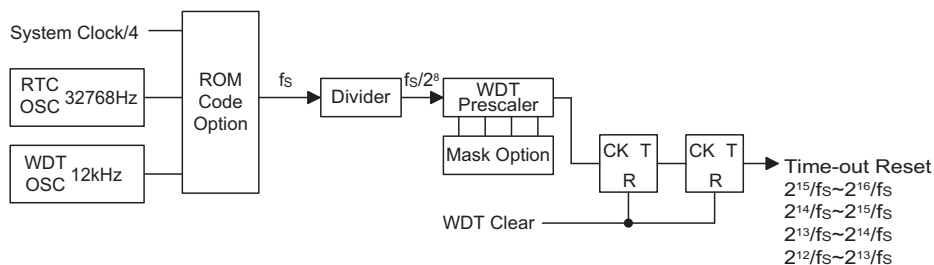 System Clock/4
RTC
OSC 32768Hz
WDT
OSC 12kHz
ROM
Code
Option
fS
Divider
fS/2⁸
WDT
Prescaler
Mask Option
CK T
R
CK T
R
WDT Clear
Time-out Reset
2¹⁵/fS~2¹⁶/fS
2¹⁴/fS~2¹⁵/fS
2¹³/fS~2¹⁴/fS
2¹²/fS~2¹³/fS